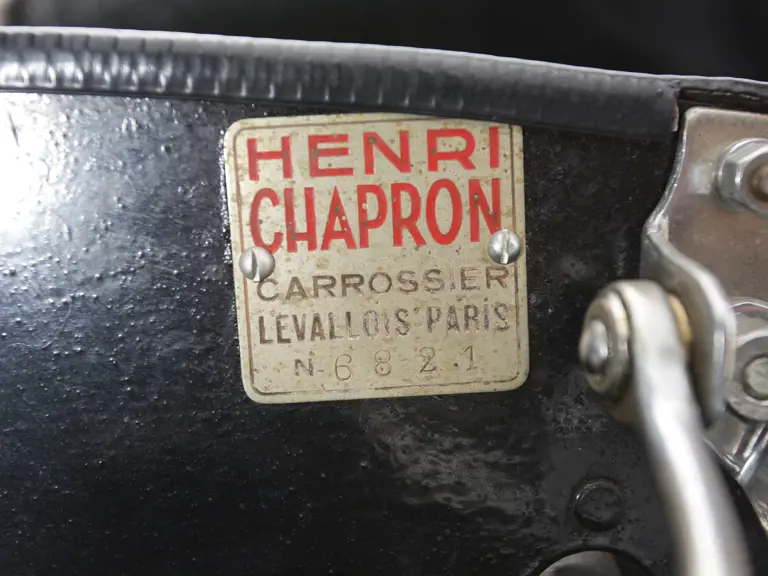 HENRI
CHAPRON
CARROSSIER
LEVALLOIS-PARIS
N. 6821